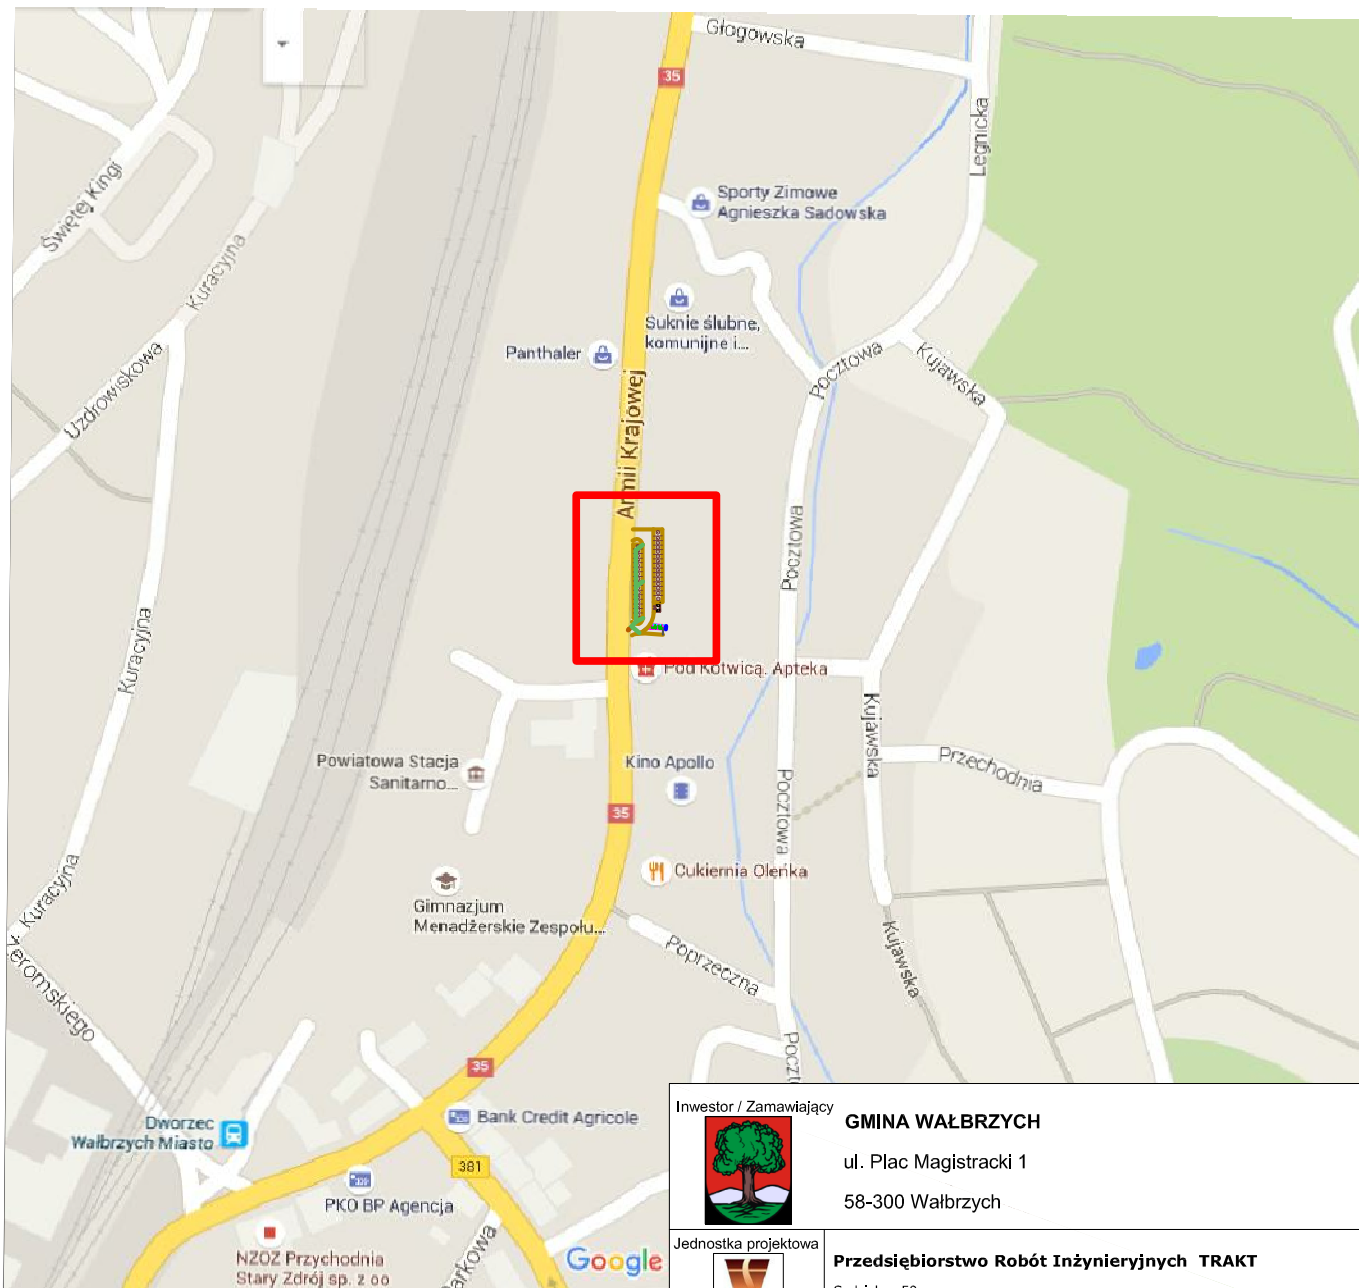 Głogowska
35
Legnicka
Świętej Kingi
Sporty Zimowe
Agnieszka Sadowska
Kuracyjna
Suknie ślubne,
komunijne i...
Panthaler
Pocztowa
Kujawska
Uzdrowiskowa
Armii Krajowej
Pocztowa
Kuracyjna
Pod Kotwicą. Apteka
Kujawska
Powiatowa Stacja
Sanitarno...
Kino Apollo
Przechodnia
35
Pocztowa
Cukiernia Oleńka
Kuracyjna
Gimnazjum
Menadżerskie Zespołu...
Poprzeczna
Kujawska
Żeromskiego
35
Bank Credit Agricole
Dworzec
Wałbrzych Miasto
381
PKO BP Agencja
NZOZ Przychodnia
Stary Zdrój sp. z oo
Google
Inwestor / Zamawiający
GMINA WAŁBRZYCH
ul. Plac Magistracki 1
58-300 Wałbrzych
Jednostka projektowa
Przedsiębiorstwo Robót Inżynieryjnych TRAKT